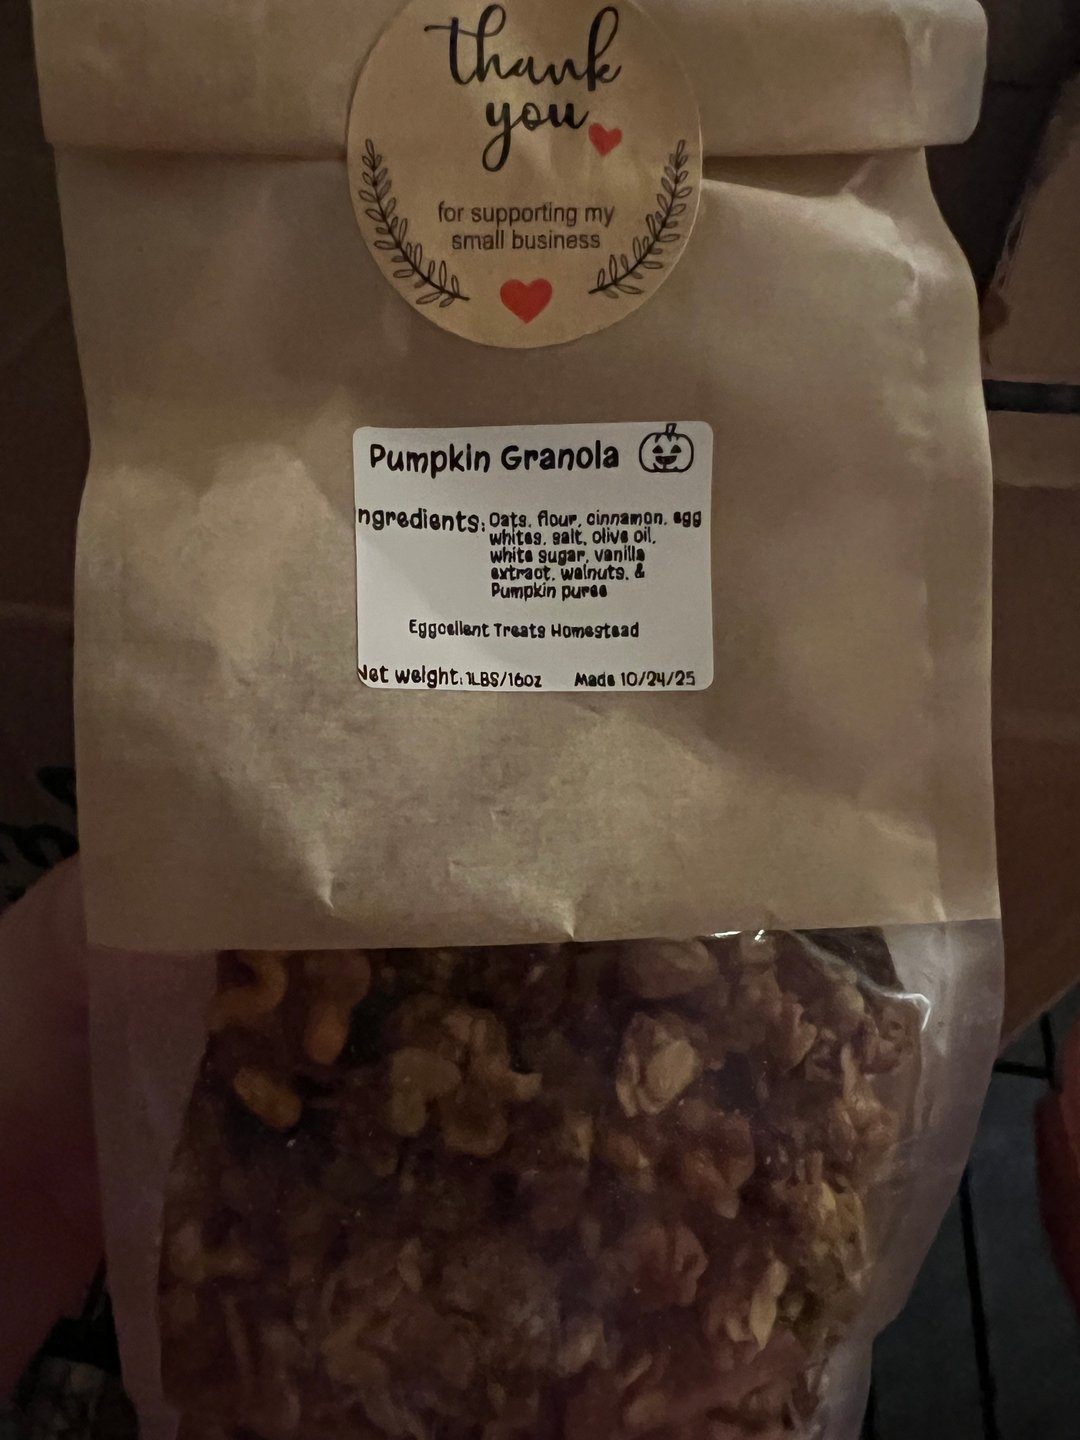 thank
you
for supporting my
small business
Pumpkin Granola
ngredients: Oats, flour, cinnamon, egg
whites, salt, olive oil,
white sugar, vanilla
extract, walnuts, &
Pumpkin puree
Eggcellent Treats Homestead
Net weight: 1LBS/16oz Made 10/24/25